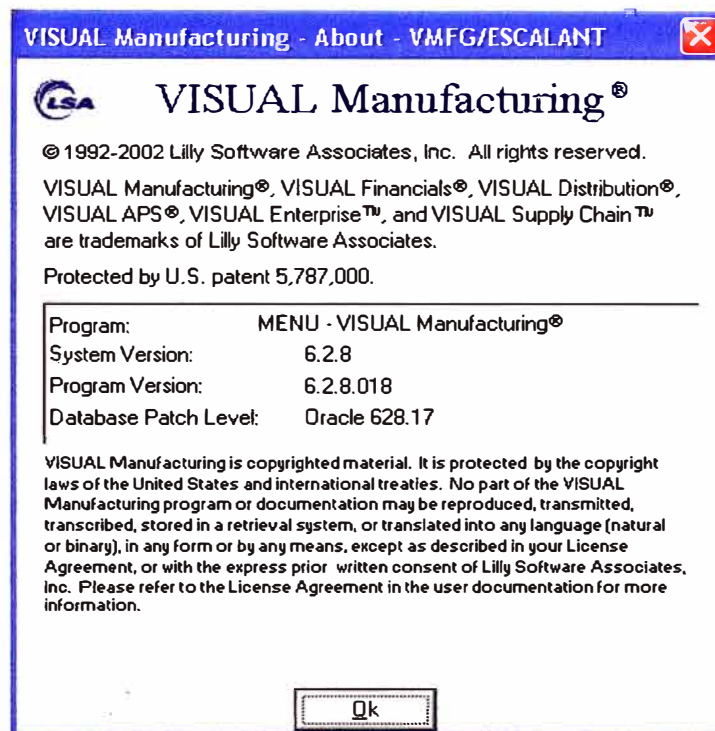 VISUAL Manufacturing - About - VMFG/ESCALANT
LSA
VISUAL Manufacturing®
© 1992-2002 Lilly Software Associates, Inc. All rights reserved.
VISUAL Manufacturing®, VISUAL Financials®, VISUAL Distribution®,
VISUAL APS®, VISUAL Enterprise™, and VISUAL Supply Chain™
are trademarks of Lilly Software Associates.
Protected by U.S. patent 5,787,000.
Program: MENU - VISUAL Manufacturing®
System Version: 6.2.8
Program Version: 6.2.8.018
Database Patch Level: Oracle 628.17
VISUAL Manufacturing is copyrighted material. It is protected by the copyright
laws of the United States and international treaties. No part of the VISUAL
Manufacturing program or documentation may be reproduced, transmitted,
transcribed, stored in a retrieval system, or translated into any language (natural
or binary), in any form or by any means, except as described in your License
Agreement, or with the express prior written consent of Lilly Software Associates,
Inc. Please refer to the License Agreement in the user documentation for more
information.
Ok